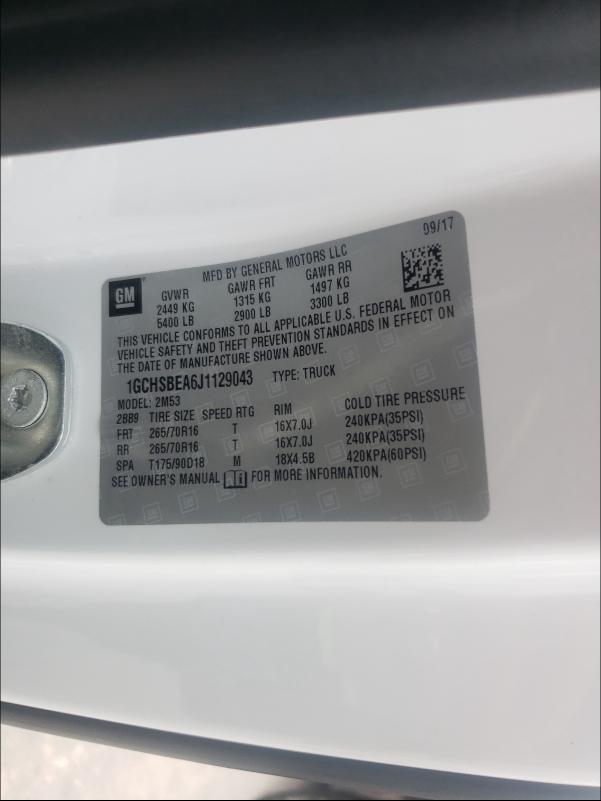 09/17
MFD BY GENERAL MOTORS LLC
GM
GVWR GAWR FRT GAWR RR
2449 KG 1315 KG 1497 KG
5400 LB 2900 LB 3300 LB
THIS VEHICLE CONFORMS TO ALL APPLICABLE U.S. FEDERAL MOTOR
VEHICLE SAFETY AND THEFT PREVENTION STANDARDS IN EFFECT ON
THE DATE OF MANUFACTURE SHOWN ABOVE.
1GCHSBEA6J1129043 TYPE: TRUCK
MODEL: 2M53
2BB9 TIRE SIZE SPEED RTG RIM COLD TIRE PRESSURE
FRT 265/70R16 T 16X7.0J 240KPA(35PSI)
RR 265/70R16 T 16X7.0J 240KPA(35PSI)
SPA T175/90D18 M 18X4.5B 420KPA(60PSI)
SEE OWNER'S MANUAL FOR MORE INFORMATION.